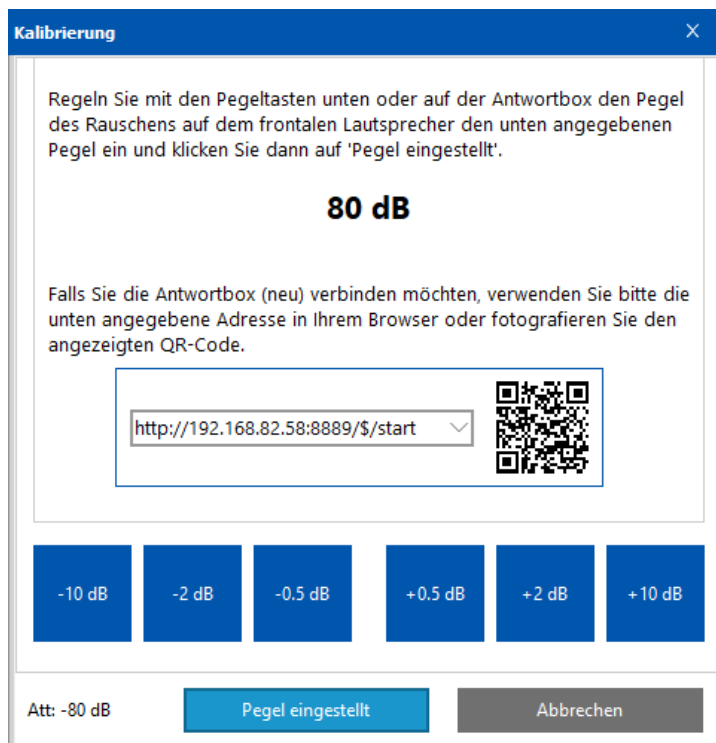 Kalibrierung
Regeln Sie mit den Pegeltasten unten oder auf der Antwortbox den Pegel
des Rauschens auf dem frontalen Lautsprecher den unten angegebenen
Pegel ein und klicken Sie dann auf 'Pegel eingestellt'.
80 dB
Falls Sie die Antwortbox (neu) verbinden möchten, verwenden Sie bitte die
unten angegebene Adresse in Ihrem Browser oder fotografieren Sie den
angezeigten QR-Code.
http://192.168.82.58:8889/$/start
-10 dB -2 dB -0.5 dB +0.5 dB +2 dB +10 dB
Att: -80 dB Pegel eingestellt Abbrechen